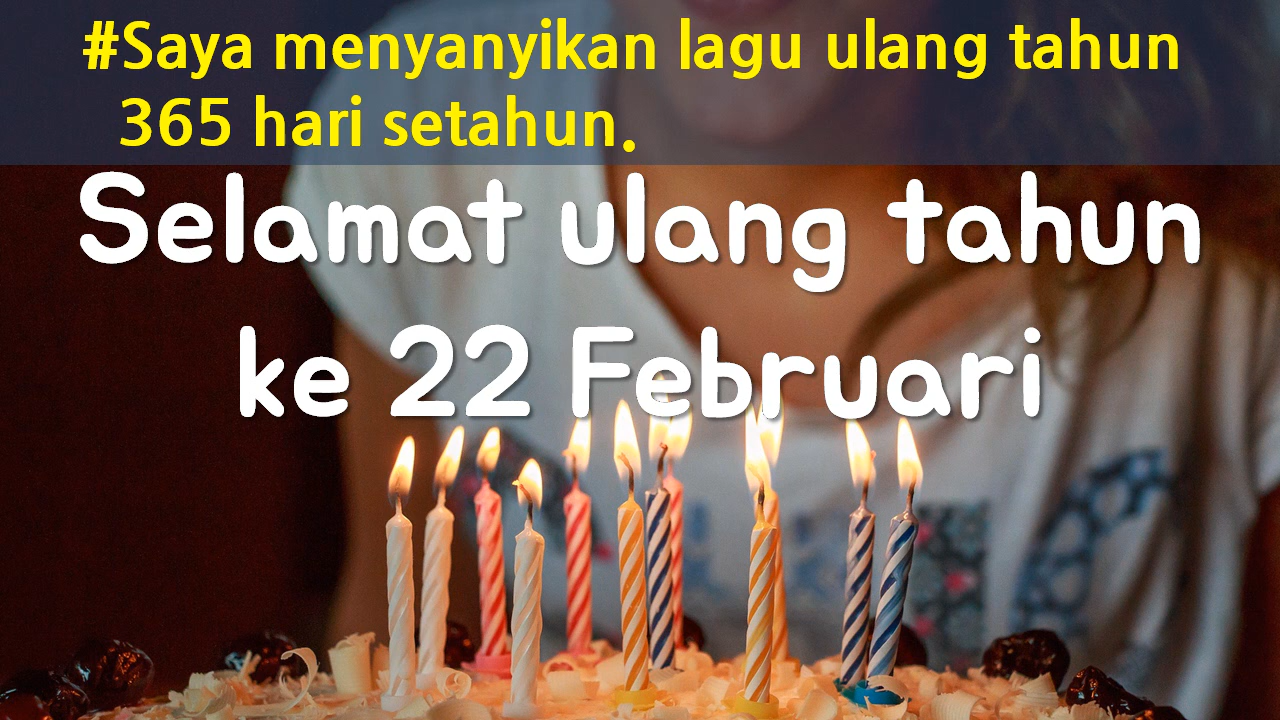 #Saya menyanyikan lagu ulang tahun
365 hari setahun.
Selamat ulang tahun
ke 22 Februari